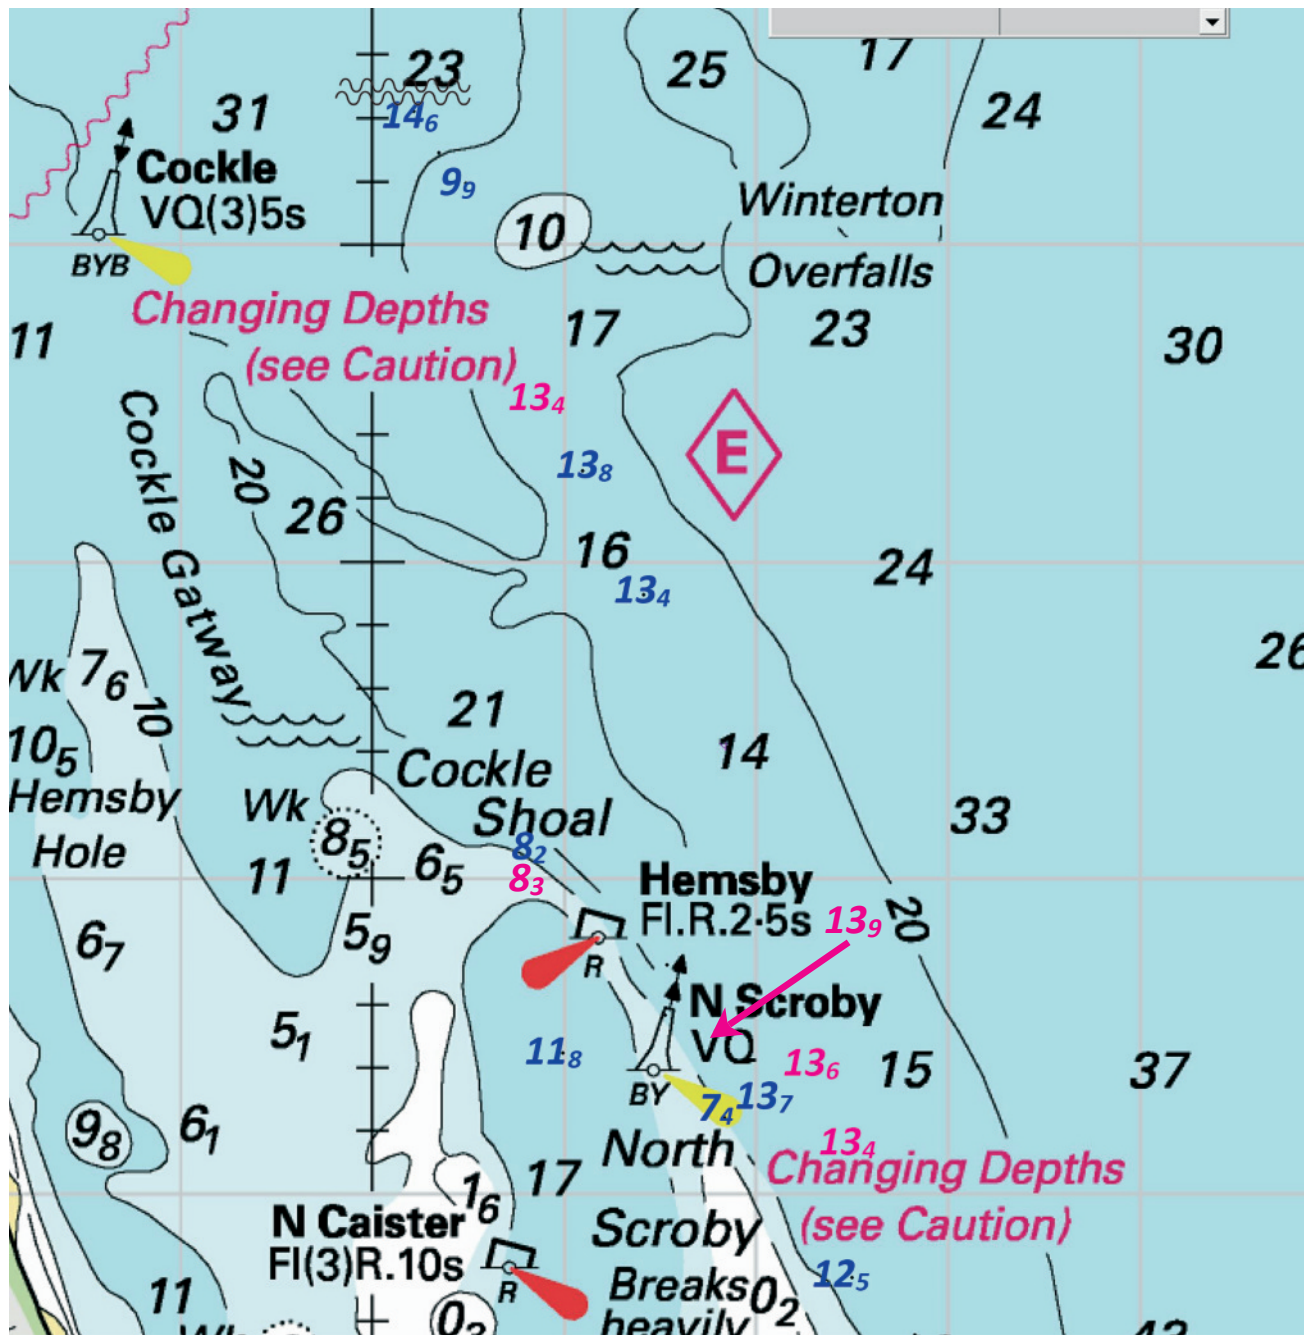 17
23
25
24
31
14₆
Cockle
VQ(3)5s
9₉
Winterton
10
BYB
Overfalls
Changing Depths
17
23
30
11
(see Caution)
13₄
Cockle Gatway
E
13₈
20
26
16
24
13₄
26
Wk
7₆
10
21
14
10₅
Cockle
Hemsby
Wk
Shoal
33
8₅
8₂
Hole
11
6₅
8₃
Hemsby
Fl.R.2·5s
13₉
20
6₇
5₉
R
N Scroby
5₁
VQ
11₈
13₆
15
37
BY
13₇
7₄
9₈
6₁
North
13₄
Changing Depths
17
1₆
N Caister
Scroby
(see Caution)
Fl(3)R.10s
12₅
R
Breaks
0₂
11
0₃
heavily
Wk